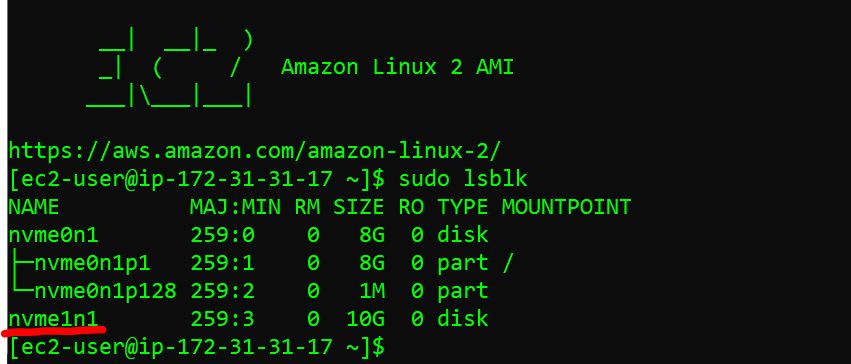 __|  __|_  )
_|  (     /   Amazon Linux 2 AMI
___|\___|___|
https://aws.amazon.com/amazon-linux-2/
[ec2-user@ip-172-31-31-17 ~]$ sudo lsblk
NAME          MAJ:MIN RM SIZE RO TYPE MOUNTPOINT
nvme0n1       259:0    0   8G  0 disk
├─nvme0n1p1   259:1    0   8G  0 part /
└─nvme0n1p128 259:2    0   1M  0 part
nvme1n1       259:3    0  10G  0 disk
[ec2-user@ip-172-31-31-17 ~]$